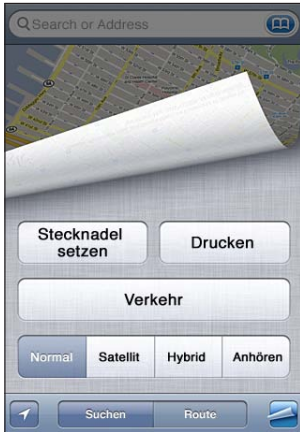 Search or Address
Stecknadel
setzen
Drucken
Verkehr
Normal Satellit Hybrid Anhören
Suchen Route